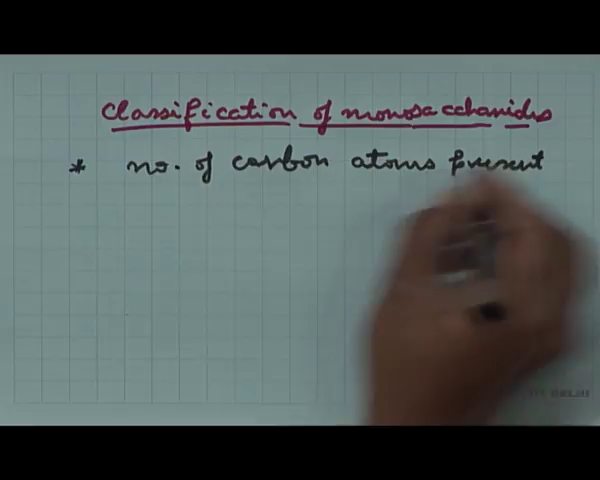 Classification of monosaccharides
* no. of carbon atoms present